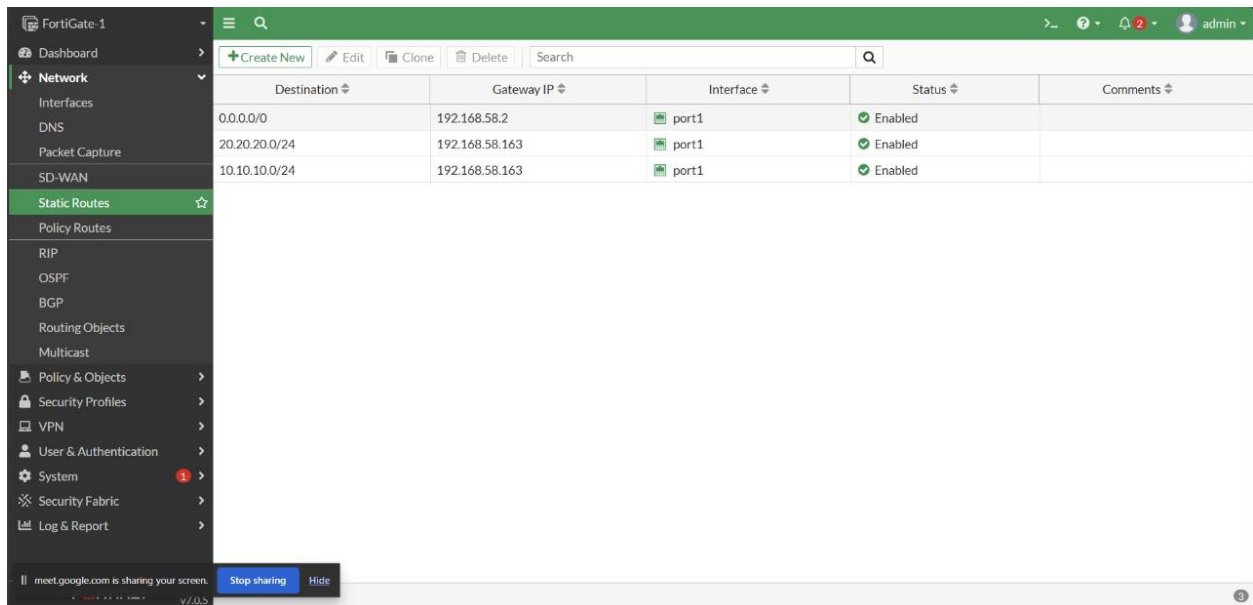 FortiGate-1
admin
2
Dashboard
Network
Interfaces
DNS
Packet Capture
SD-WAN
Static Routes
Policy Routes
RIP
OSPF
BGP
Routing Objects
Multicast
Policy & Objects
Security Profiles
VPN
User & Authentication
System 1
Security Fabric
Log & Report
+Create New Edit Clone Delete Search
Destination Gateway IP Interface Status Comments
0.0.0.0/0 192.168.58.2 port1 Enabled
20.20.20.0/24 192.168.58.163 port1 Enabled
10.10.10.0/24 192.168.58.163 port1 Enabled
meet.google.com is sharing your screen. Stop sharing Hide
v7.0.5
3